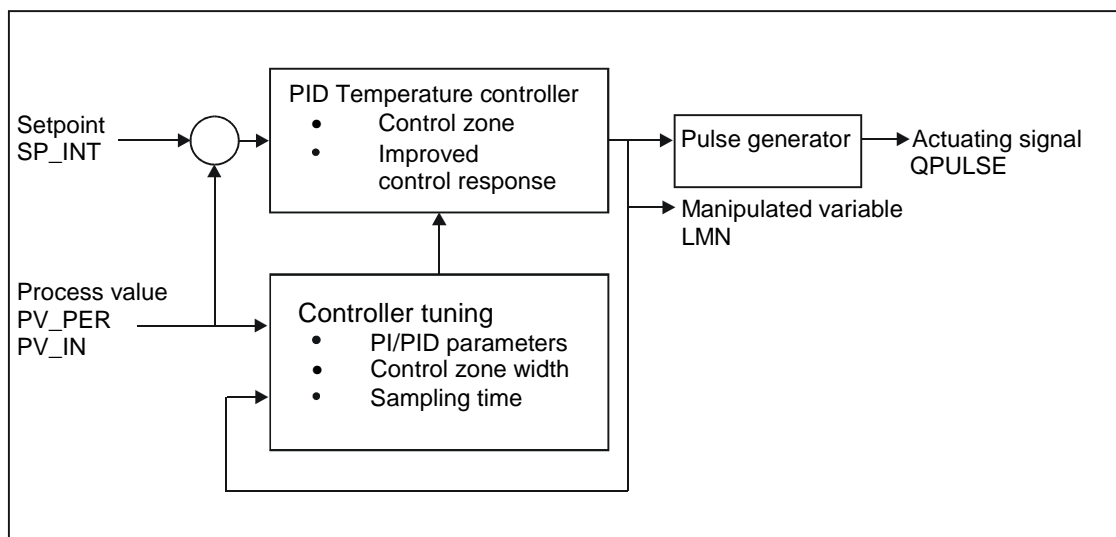 Setpoint
SP_INT
PID Temperature controller
• Control zone
• Improved
control response
Pulse generator
Actuating signal
QPULSE
Manipulated variable
LMN
Process value
PV_PER
PV_IN
Controller tuning
• PI/PID parameters
• Control zone width
• Sampling time